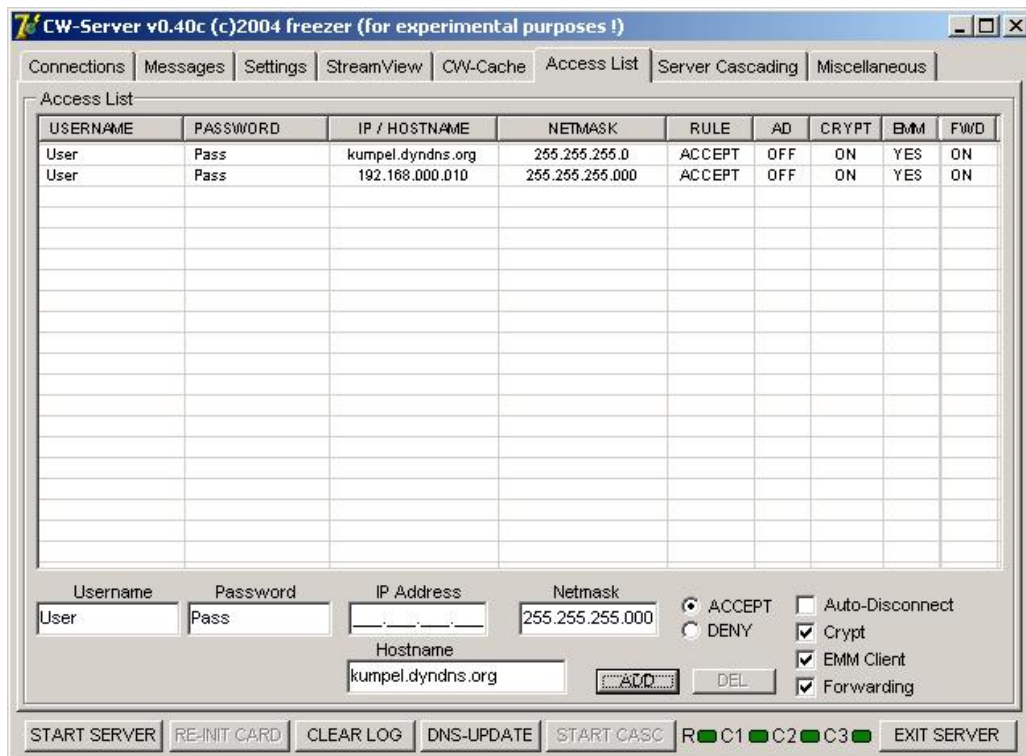 CW-Server v0.40c (c)2004 freezer (for experimental purposes !)
Connections Messages Settings StreamView CW-Cache Access List Server Cascading Miscellaneous
Access List
USERNAME PASSWORD IP / HOSTNAME NETMASK RULE AD CRYPT EMM FWD
User Pass kumpel.dyndns.org 255.255.255.0 ACCEPT OFF ON YES ON
User Pass 192.168.000.010 255.255.255.000 ACCEPT OFF ON YES ON
Username Password IP Address Netmask
User Pass ___.___.___.___ 255.255.255.000
ACCEPT
DENY
Auto-Disconnect
Crypt
EMM Client
Forwarding
Hostname
kumpel.dyndns.org
ADD DEL
START SERVER RE-INIT CARD CLEAR LOG DNS-UPDATE START CASC R C1 C2 C3 EXIT SERVER